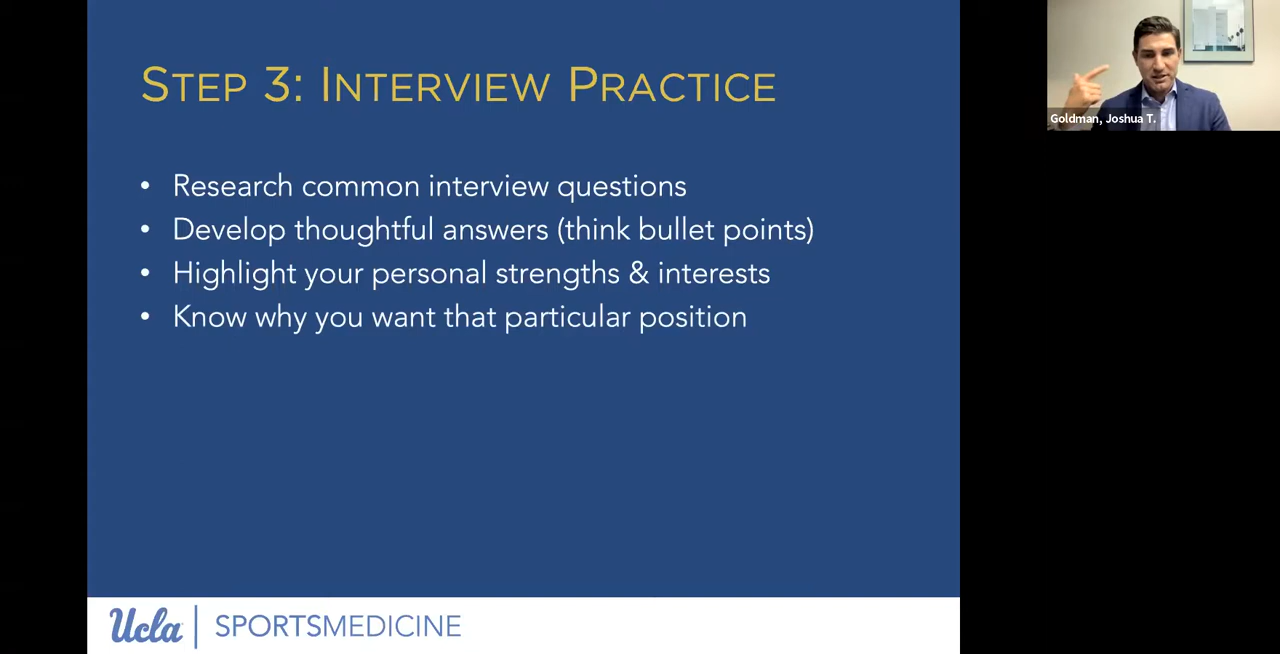 STEP 3: INTERVIEW PRACTICE
• Research common interview questions
• Develop thoughtful answers (think bullet points)
• Highlight your personal strengths & interests
• Know why you want that particular position
Ucla | SPORTSMEDICINE
Goldman, Joshua T.